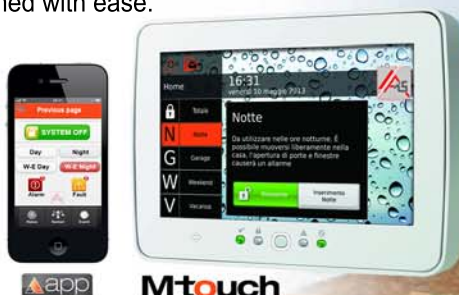 ned with ease.
Previous page
SYSTEM OFF
Day
Night
W-E Day
W-E Night
Alarm
Fault
app
Home
16:31
venerdì 10 maggio 2013
Totale
N
Notte
G
Garage
W
Weekend
V
Vacanza
Notte
Da utilizzare nelle ore notturne. È
possibile muoversi liberamente nella
casa, l'apertura di porte e finestre
causerà un allarme
Inserimento
Notte
Mtouch